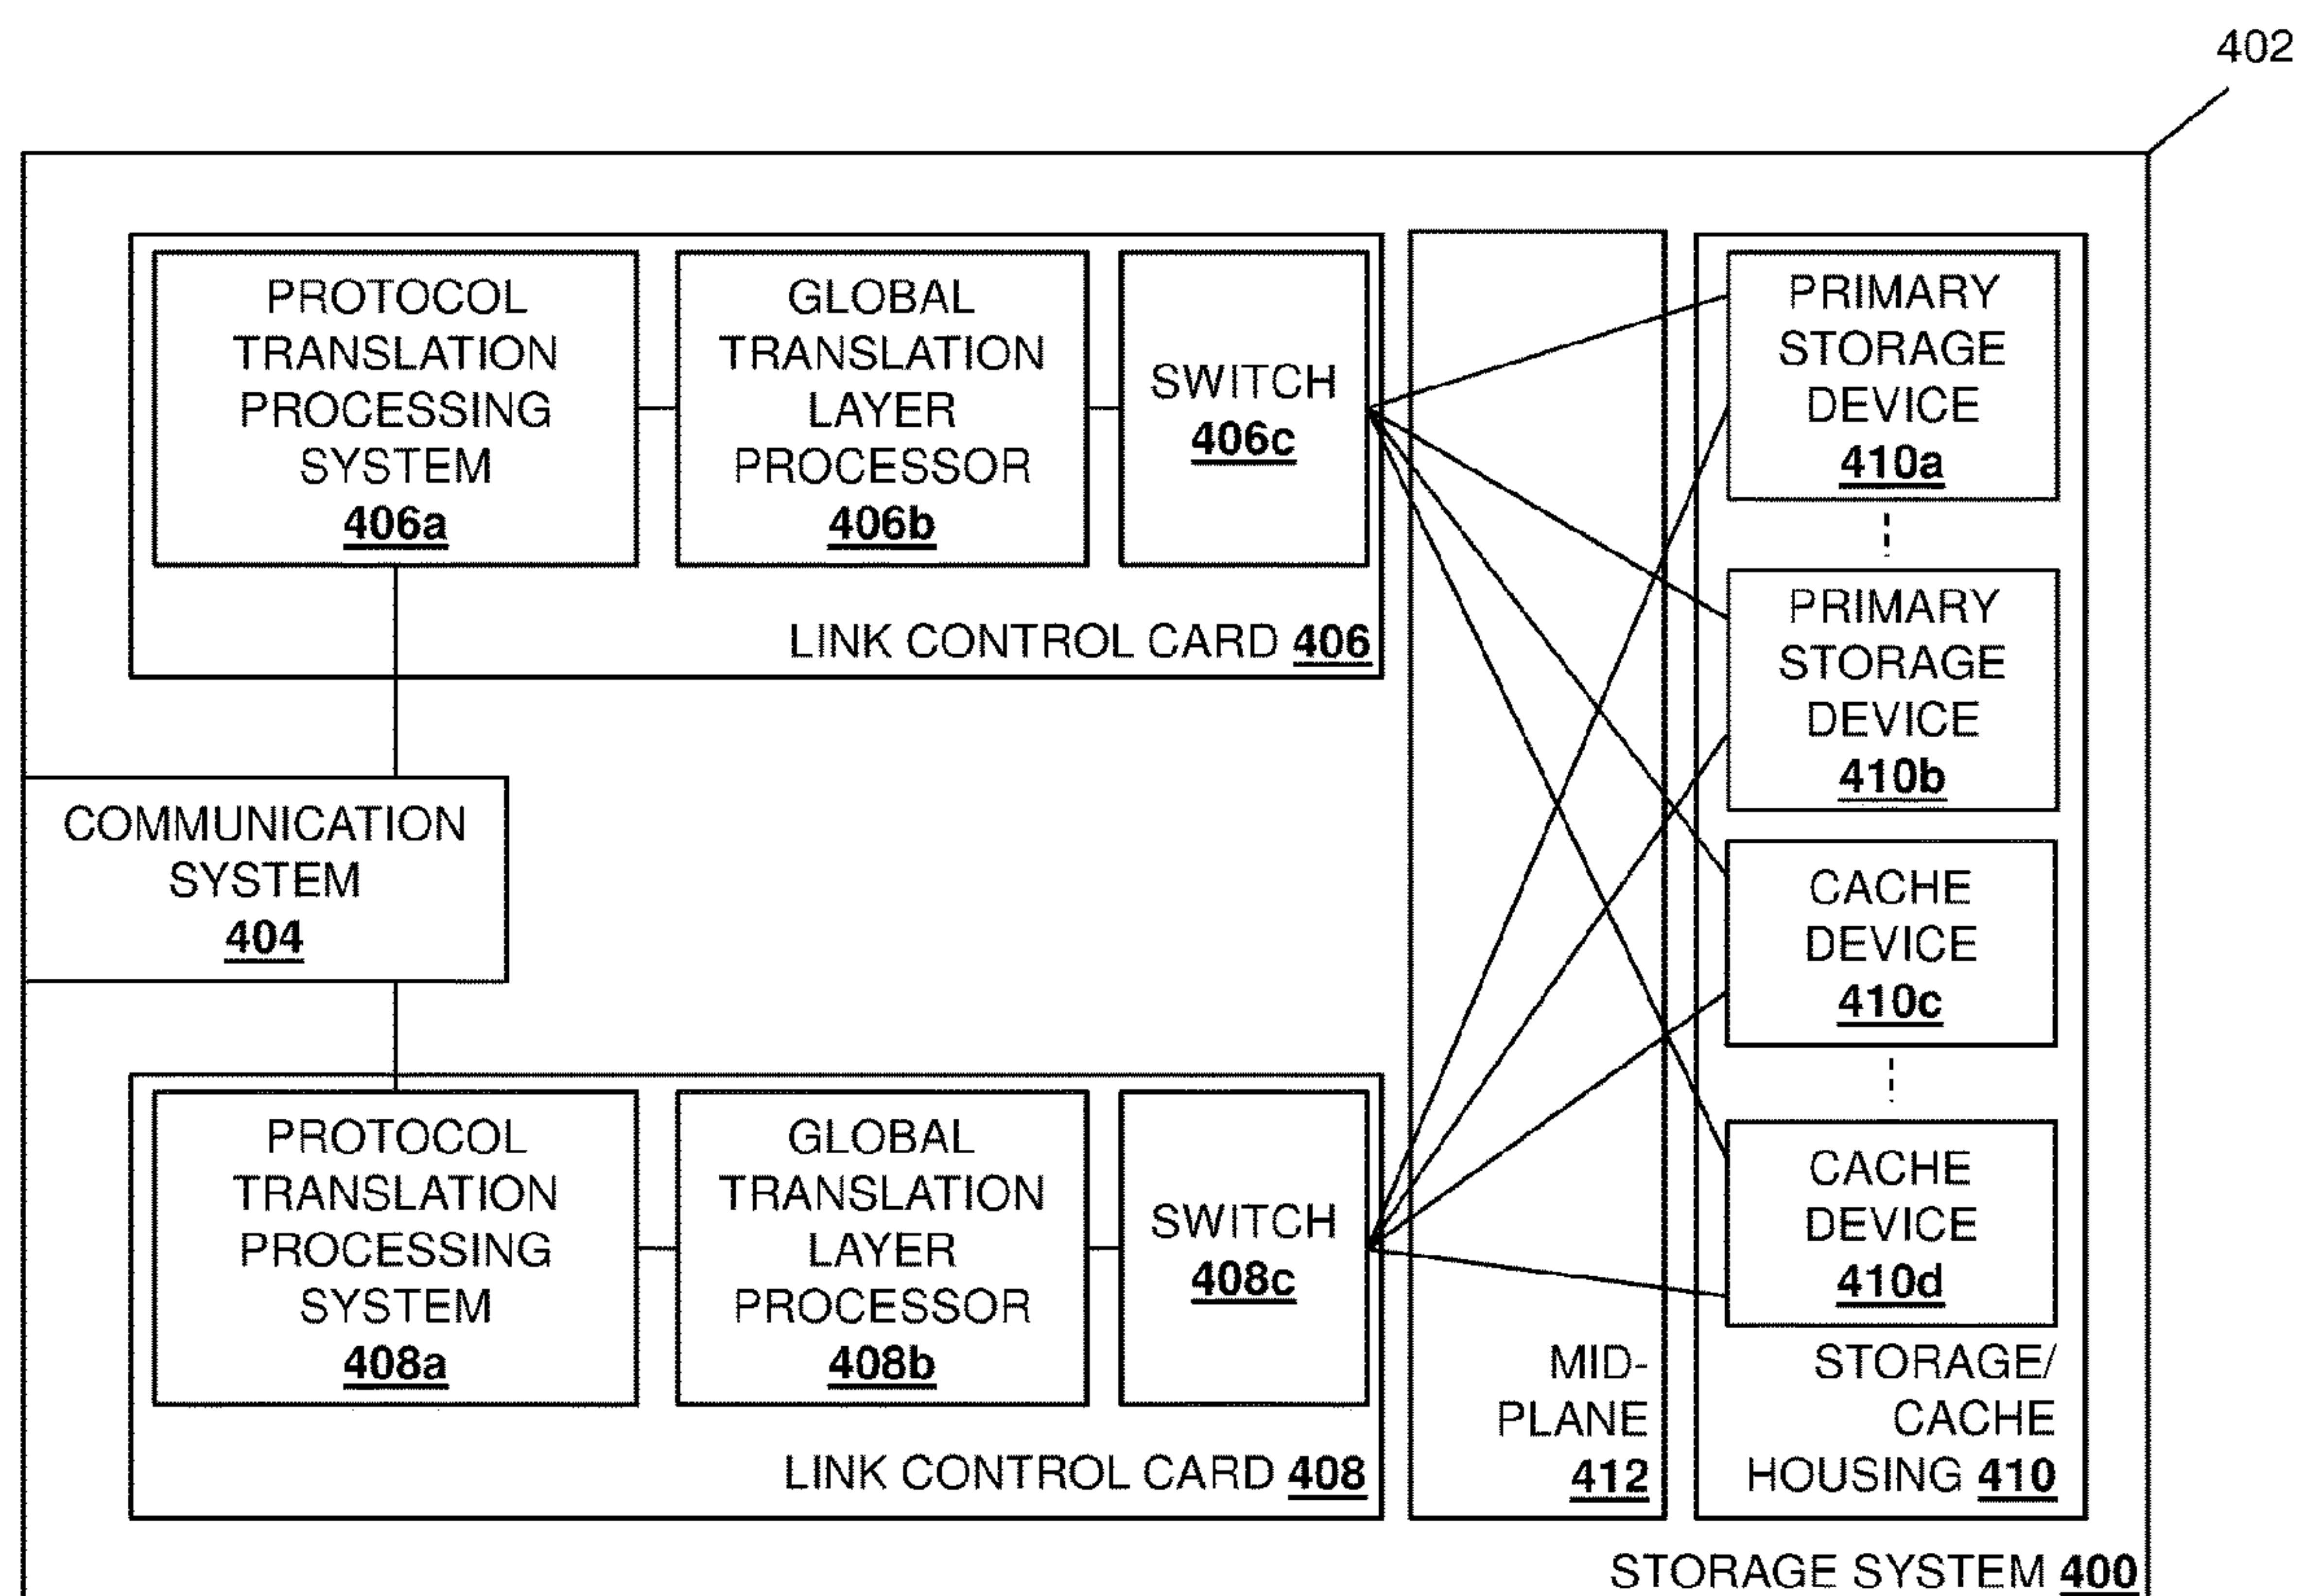 402
PROTOCOL
TRANSLATION
PROCESSING
SYSTEM
406a
GLOBAL
TRANSLATION
LAYER
PROCESSOR
406b
SWITCH
406c
LINK CONTROL CARD 406
PRIMARY
STORAGE
DEVICE
410a
PRIMARY
STORAGE
DEVICE
410b
COMMUNICATION
SYSTEM
404
CACHE
DEVICE
410c
CACHE
DEVICE
410d
PROTOCOL
TRANSLATION
PROCESSING
SYSTEM
408a
GLOBAL
TRANSLATION
LAYER
PROCESSOR
408b
SWITCH
408c
LINK CONTROL CARD 408
MID-
PLANE
412
STORAGE/
CACHE
HOUSING 410
STORAGE SYSTEM 400